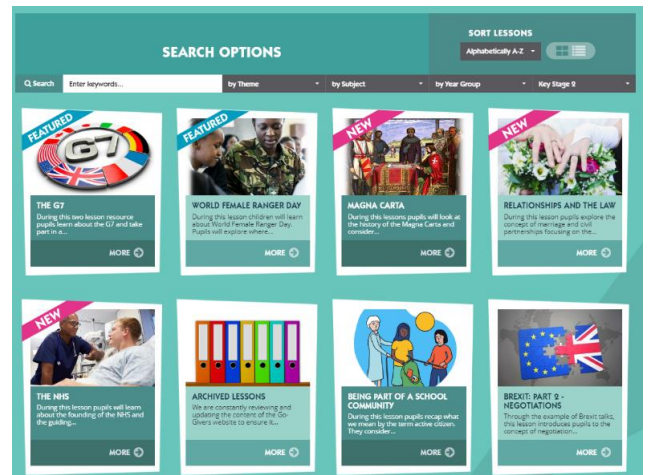 SORT LESSONS
SEARCH OPTIONS
Alphabetically A-Z
Search
Enter keywords...
by Theme
by Subject
by Year Group
Key Stage 2
FEATURED
G7
THE G7
During this two lesson resource
pupils learn about the G7 and take
part in a...
MORE
FEATURED
WORLD FEMALE RANGER DAY
During this lesson children will learn
about World Female Ranger Day.
Pupils will explore where...
MORE
NEW
MAGNA CARTA
During this lessons pupils will look at
the history of the Magna Carta and
consider...
MORE
NEW
RELATIONSHIPS AND THE LAW
During this lesson pupils explore the
concept of marriage and civil
partnerships focusing on the...
MORE
NEW
THE NHS
During this lesson pupils will learn
about the founding of the NHS and
the guiding...
MORE
ARCHIVED LESSONS
We are constantly reviewing and
updating the content of the Go-
Givers website to ensure it...
MORE
BEING PART OF A SCHOOL
COMMUNITY
During this lesson pupils recap what
we mean by the term active citizen.
They consider...
MORE
BREXIT: PART 2 -
NEGOTIATIONS
Through the example of Brexit talks,
this lesson introduces pupils to the
concept of negotiation...
MORE